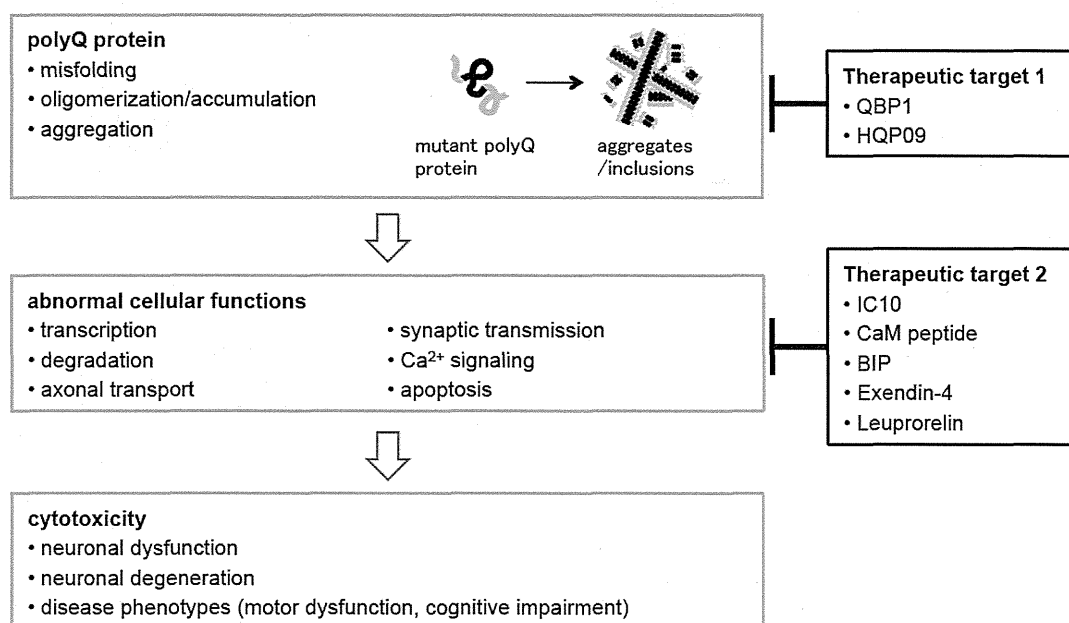 polyQ protein
• misfolding
• oligomerization/accumulation
• aggregation
mutant polyQ
protein
aggregates
/inclusions
Therapeutic target 1
• QBP1
• HQP09
abnormal cellular functions
• transcription
• degradation
• axonal transport
• synaptic transmission
• Ca²⁺ signaling
• apoptosis
Therapeutic target 2
• IC10
• CaM peptide
• BIP
• Exendin-4
• Leuprorelin
cytotoxicity
• neuronal dysfunction
• neuronal degeneration
• disease phenotypes (motor dysfunction, cognitive impairment)